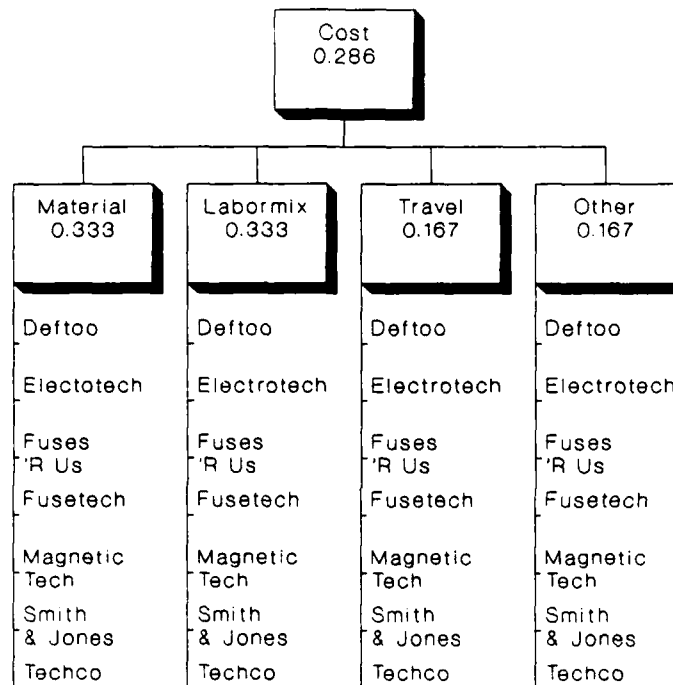 Cost
0.286
Material
0.333
Labormix
0.333
Travel
0.167
Other
0.167
Deftoo
Deftoo
Deftoo
Deftoo
Electotech
Electrotech
Electrotech
Electrotech
Fuses
'R Us
Fuses
'R Us
Fuses
'R Us
Fuses
'R Us
Fusetech
Fusetech
Fusetech
Fusetech
Magnetic
Tech
Magnetic
Tech
Magnetic
Tech
Magnetic
Tech
Smith
& Jones
Smith
& Jones
Smith
& Jones
Smith
& Jones
Techco
Techco
Techco
Techco